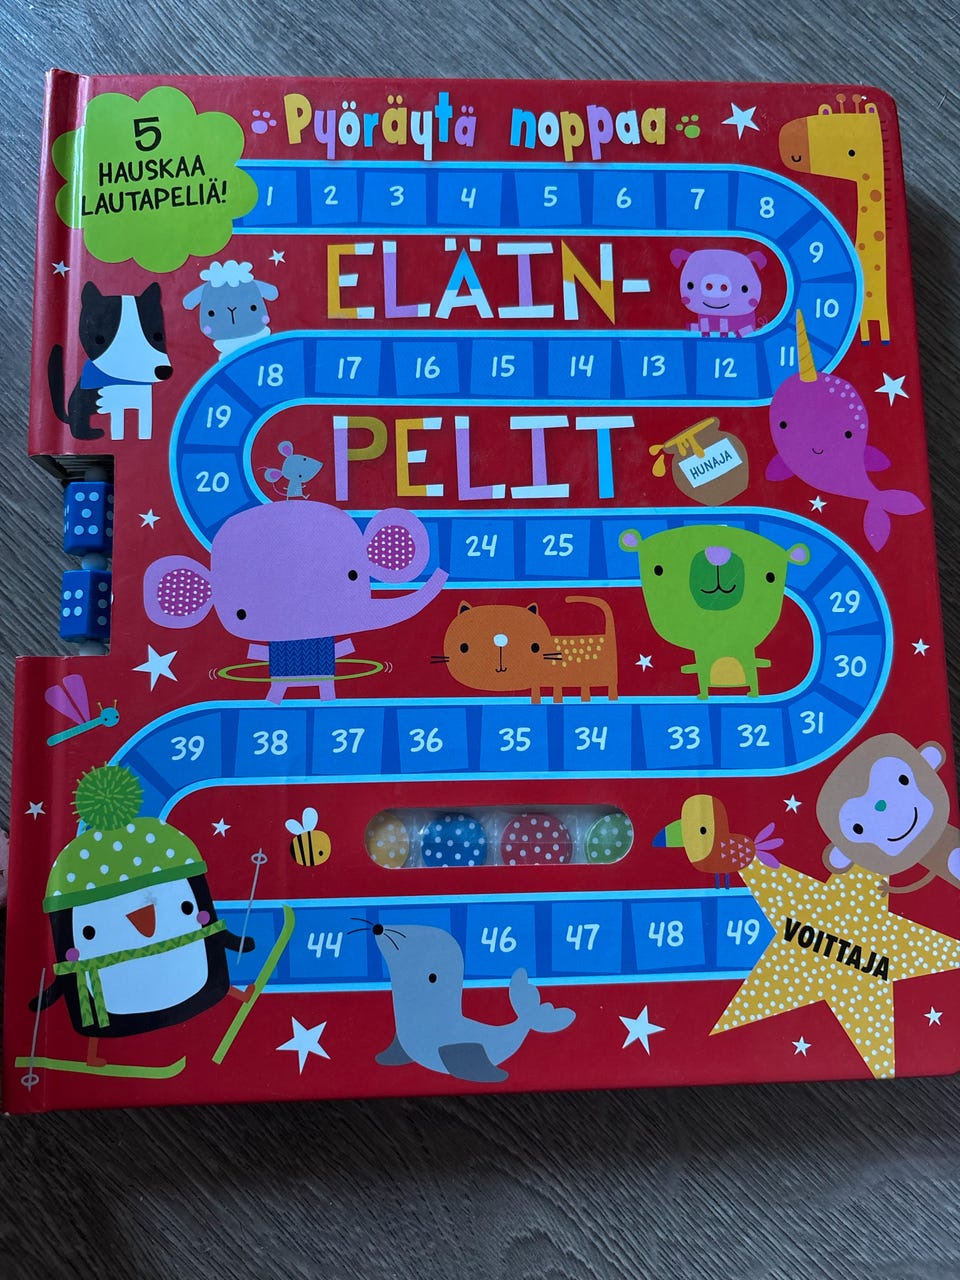 Pyöräytä noppaa
5
HAUSKAA
LAUTAPELIÄ!
1 2 3 4 5 6 7 8
9
10
ELÄIN-
11
12
13
14
15
16
17
18
19
20
PELIT
HUNAJA
24 25
29
30
31
32
33
34
35
36
37
38
39
44 46 47 48 49
VOITTAJA